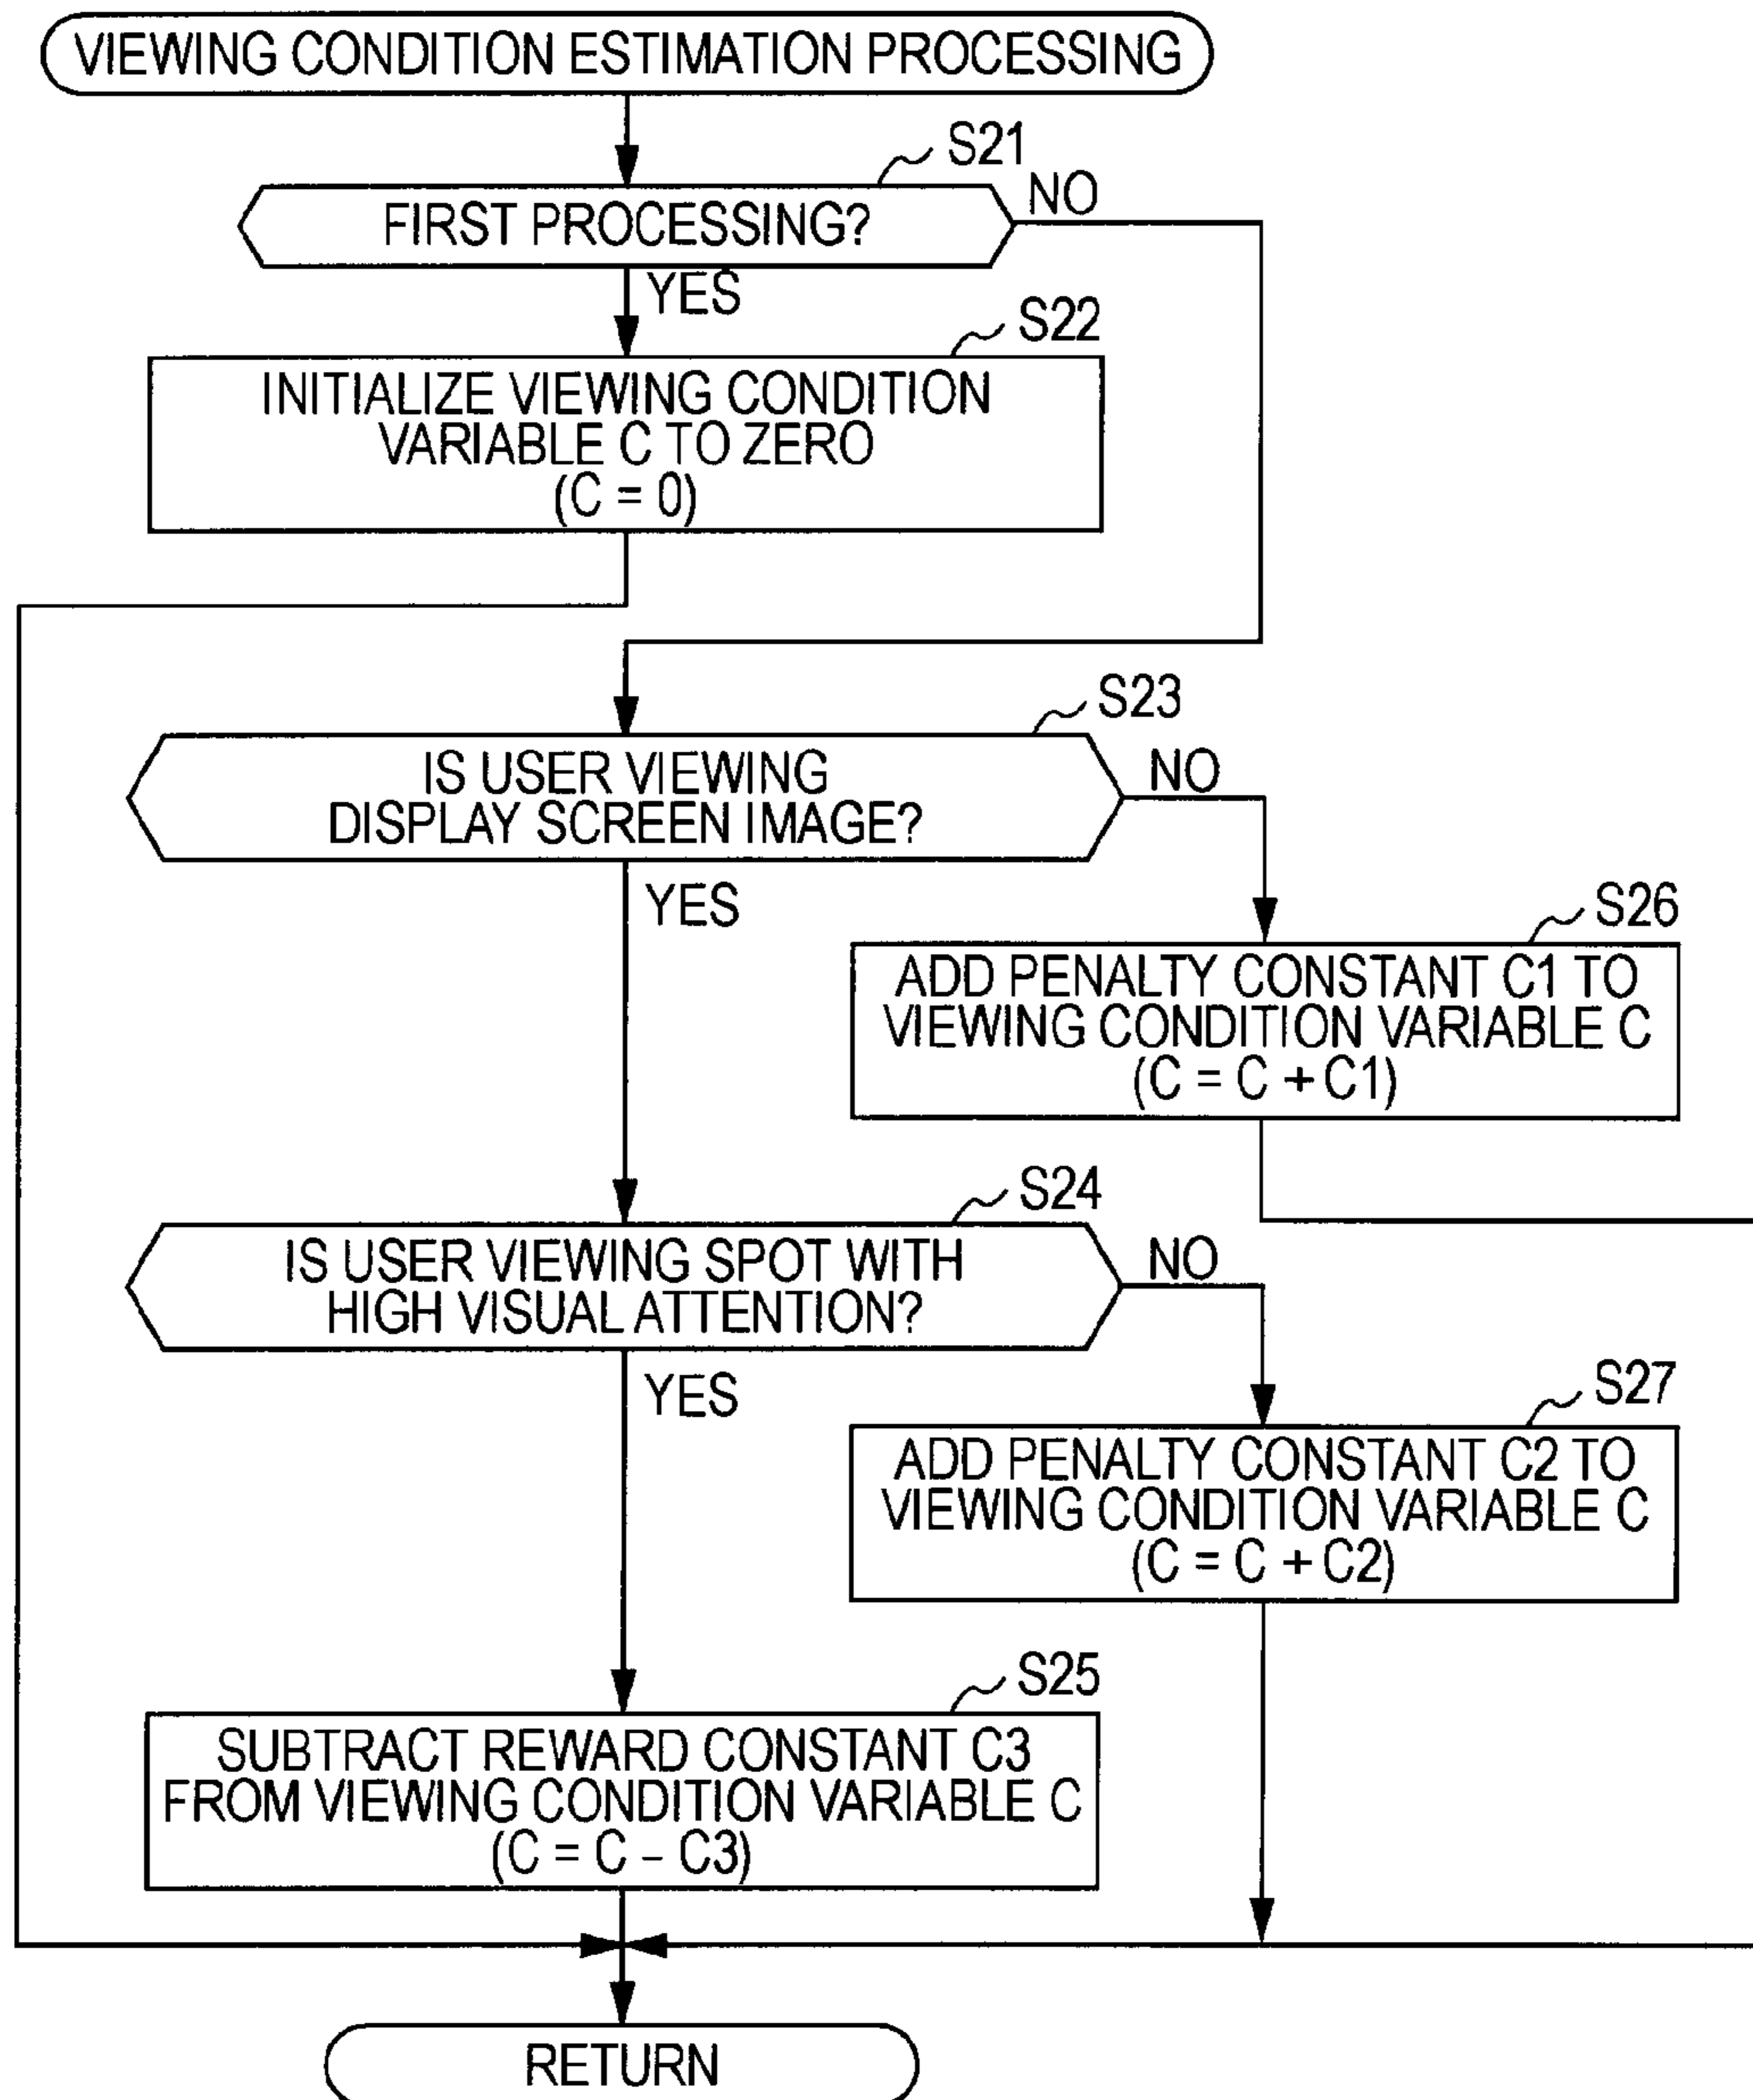 VIEWING CONDITION ESTIMATION PROCESSING
S21
FIRST PROCESSING?
NO
YES
S22
INITIALIZE VIEWING CONDITION
VARIABLE C TO ZERO
(C = 0)
S23
IS USER VIEWING
DISPLAY SCREEN IMAGE?
NO
YES
S26
ADD PENALTY CONSTANT C1 TO
VIEWING CONDITION VARIABLE C
(C = C + C1)
S24
IS USER VIEWING SPOT WITH
HIGH VISUAL ATTENTION?
NO
YES
S27
ADD PENALTY CONSTANT C2 TO
VIEWING CONDITION VARIABLE C
(C = C + C2)
S25
SUBTRACT REWARD CONSTANT C3
FROM VIEWING CONDITION VARIABLE C
(C = C – C3)
RETURN